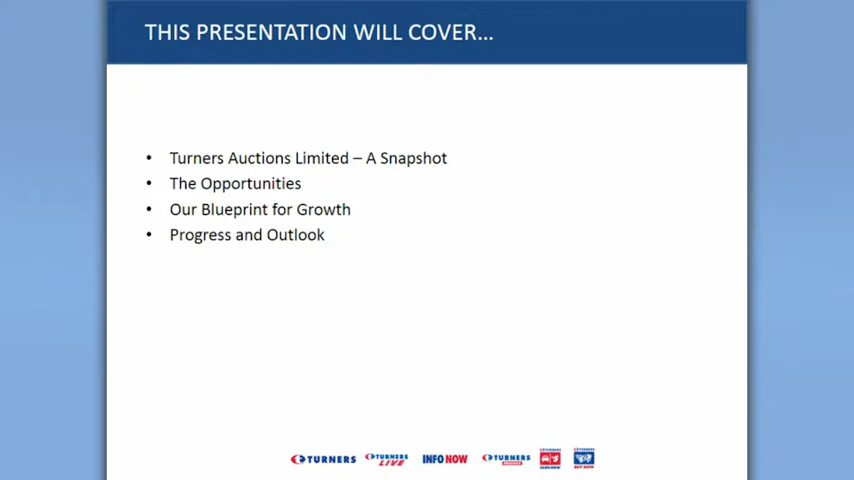 THIS PRESENTATION WILL COVER...
• Turners Auctions Limited – A Snapshot
• The Opportunities
• Our Blueprint for Growth
• Progress and Outlook
TURNERS TURNERS LIVE INFO NOW TURNERS